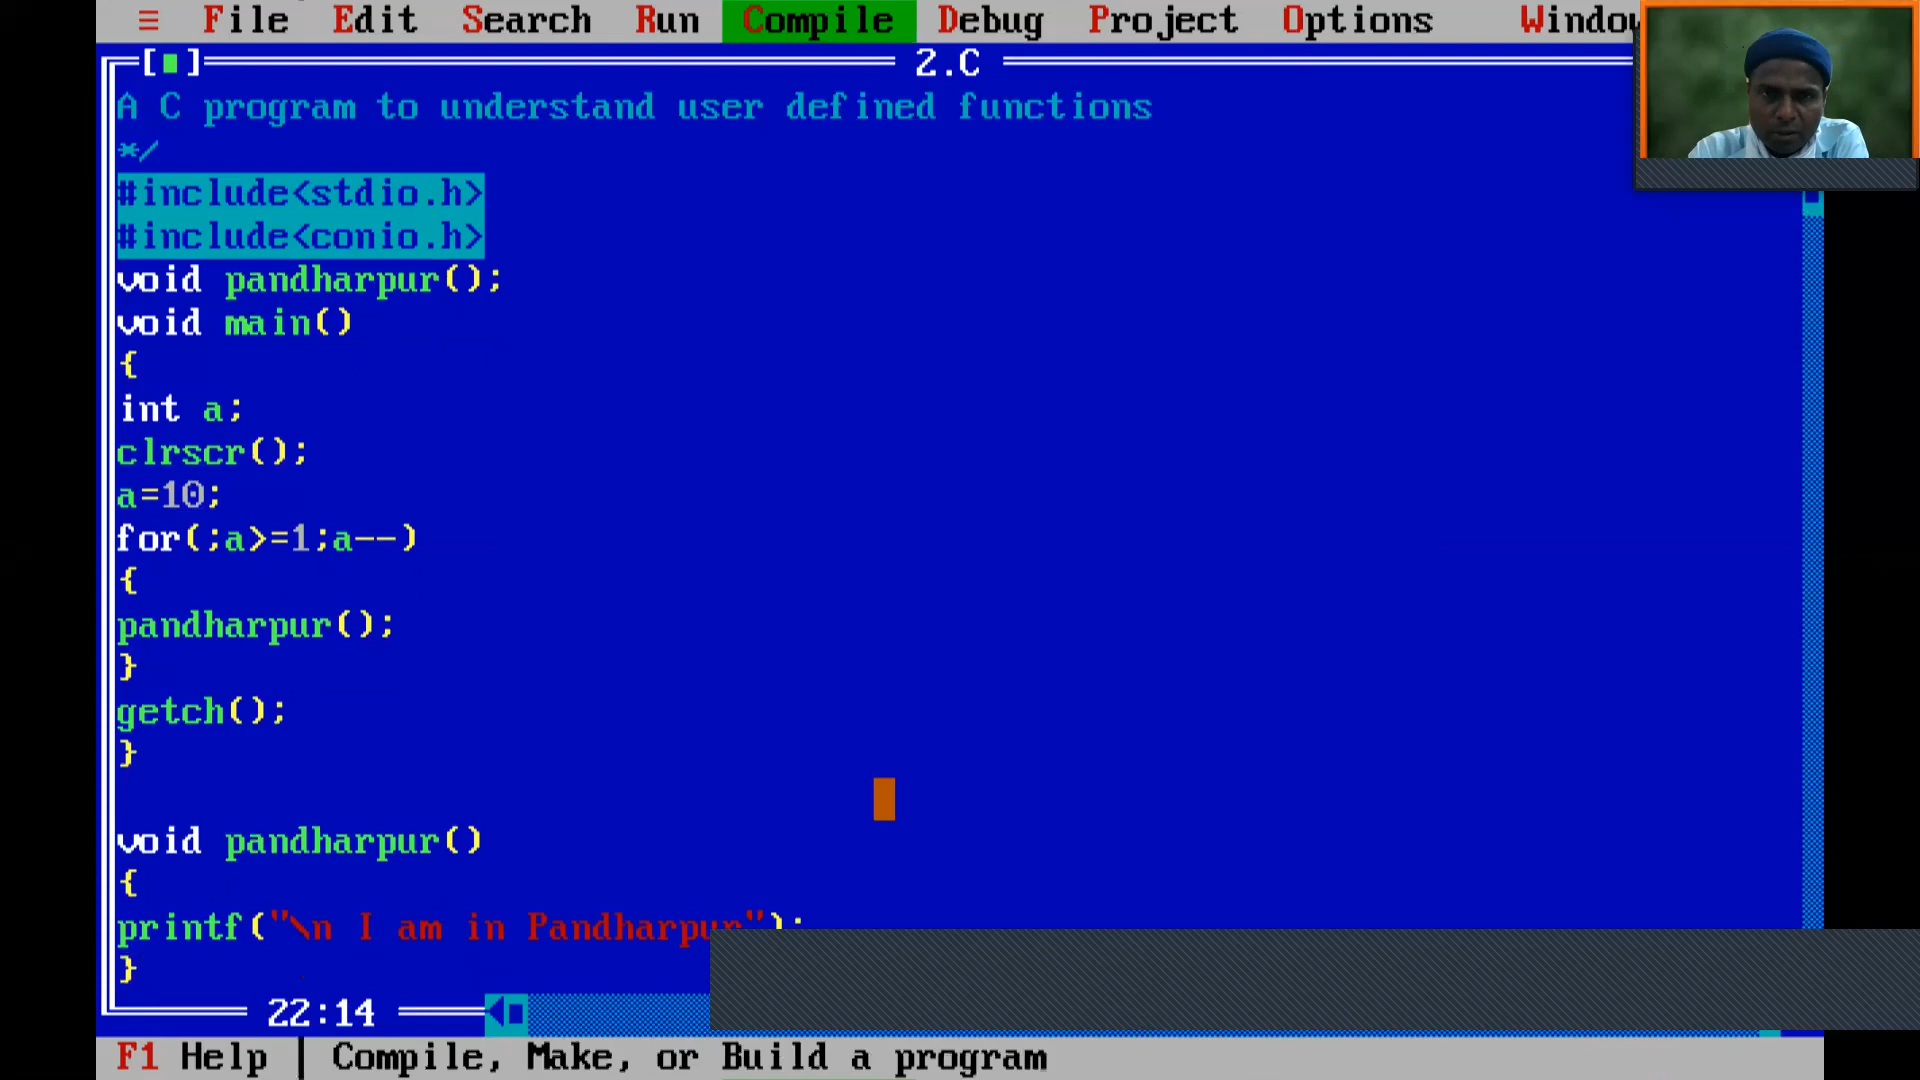 ≡ File Edit Search Run Compile Debug Project Options Window
[■] 2.C
A C program to understand user defined functions
*/
#include<stdio.h>
#include<conio.h>
void pandharpur();
void main()
{
int a;
clrscr();
a=10;
for(;a>=1;a--)
{
pandharpur();
}
getch();
}
void pandharpur()
{
printf("\n I am in Pandharpur");
}
22:14
F1 Help | Compile, Make, or Build a program